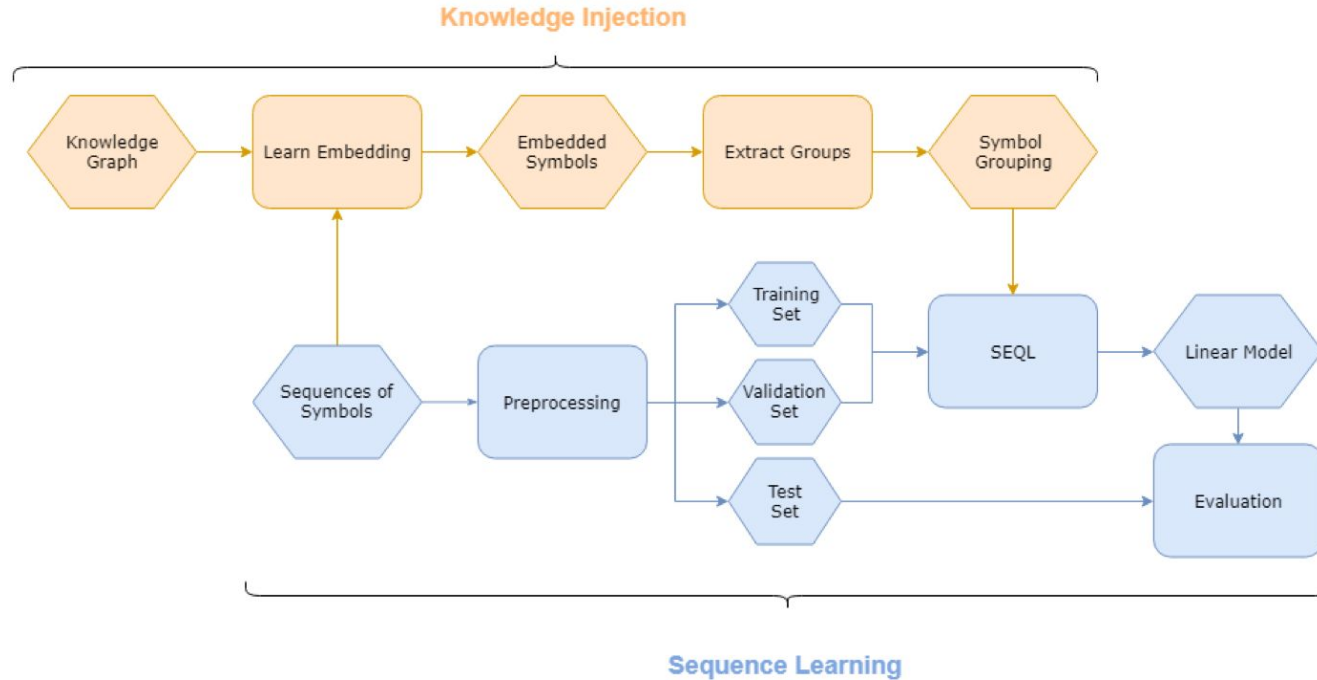 Knowledge Injection
Knowledge
Graph
Learn Embedding
Embedded
Symbols
Extract Groups
Symbol
Grouping
Sequences of
Symbols
Preprocessing
Training
Set
Validation
Set
Test
Set
SEQL
Linear Model
Evaluation
Sequence Learning